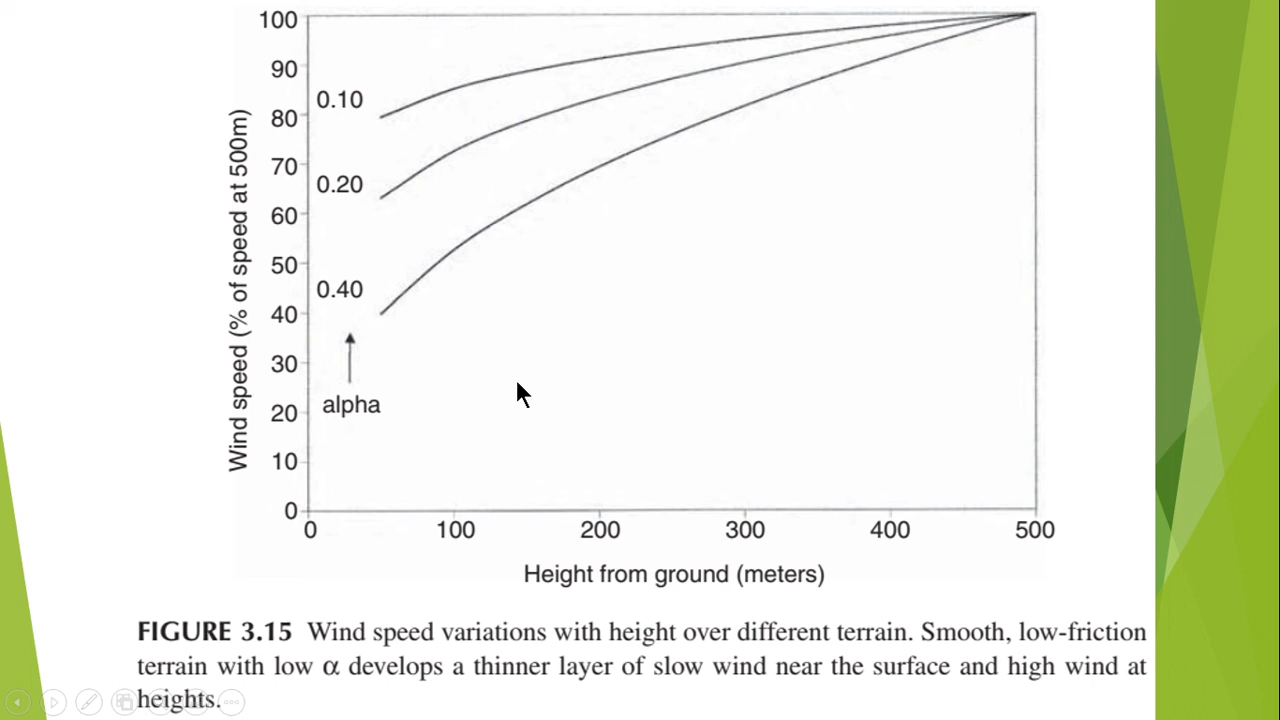 100
90
80
70
60
50
40
30
20
10
0
Wind speed (% of speed at 500m)
0.10
0.20
0.40
alpha
0 100 200 300 400 500
Height from ground (meters)
FIGURE 3.15 Wind speed variations with height over different terrain. Smooth, low-friction
terrain with low α develops a thinner layer of slow wind near the surface and high wind at
heights.